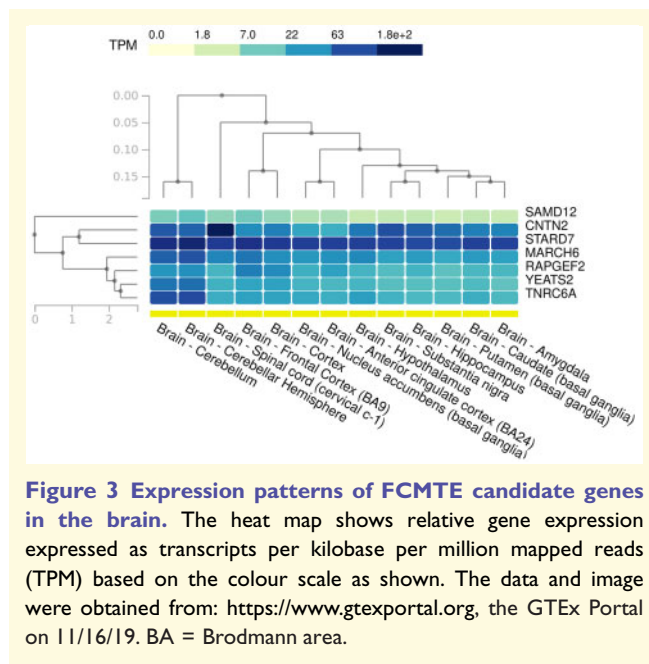 TPM
0.0 1.8 7.0 22 63 1.8e+2
0.00
0.05
0.10
0.15
SAMD12
CNTN2
STARD7
MARCH6
RAPGEF2
YEATS2
TNRC6A
0 1 2
Brain - Cerebellum
Brain - Cerebellar Hemisphere
Brain - Spinal cord (cervical c-1)
Brain - Frontal Cortex (BA9)
Brain - Cortex
Brain - Nucleus accumbens (basal ganglia)
Brain - Anterior cingulate cortex (BA24)
Brain - Hypothalamus
Brain - Substantia nigra
Brain - Hippocampus
Brain - Putamen (basal ganglia)
Brain - Caudate (basal ganglia)
Brain - Amygdala
Figure 3 Expression patterns of FCMTE candidate genes
in the brain. The heat map shows relative gene expression
expressed as transcripts per kilobase per million mapped reads
(TPM) based on the colour scale as shown. The data and image
were obtained from: https://www.gtexportal.org, the GTEx Portal
on 11/16/19. BA = Brodmann area.